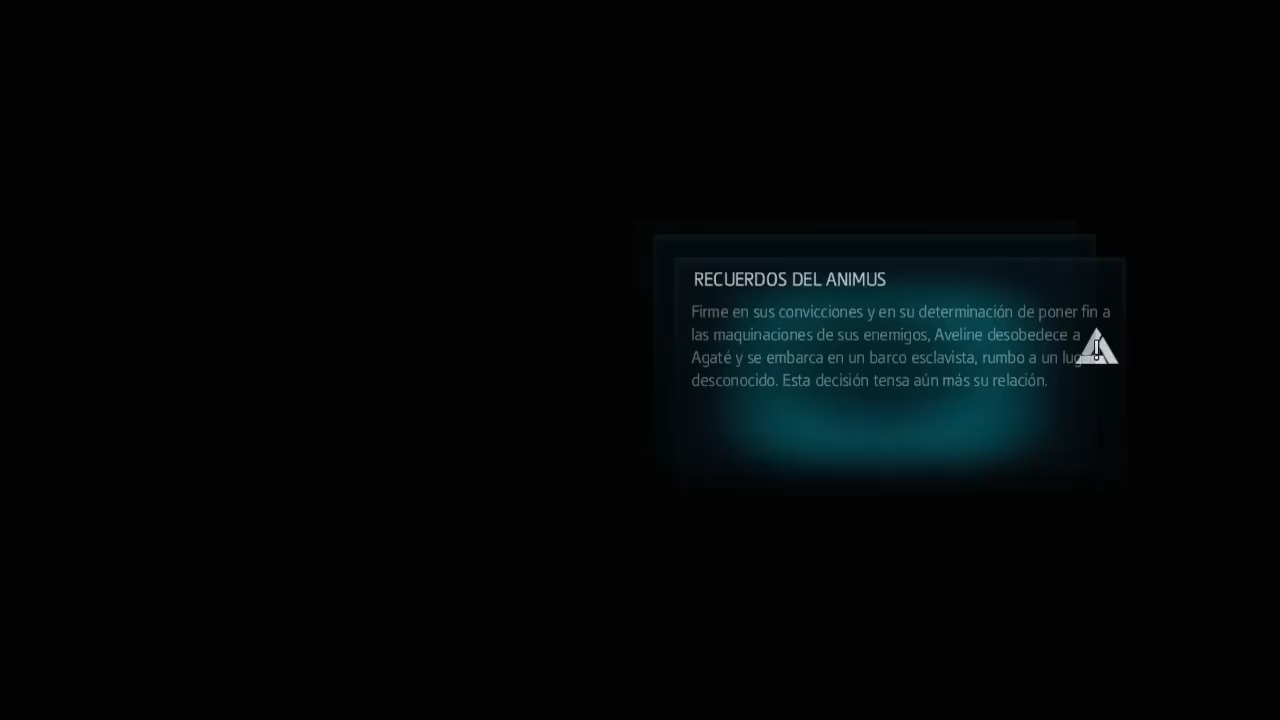 RECUERDOS DEL ANIMUS
Firme en sus convicciones y en su determinación de poner fin a
las maquinaciones de sus enemigos, Aveline desobedece a
Agaté y se embarca en un barco esclavista, rumbo a un
desconocido. Esta decisión tensa aún más su relación.